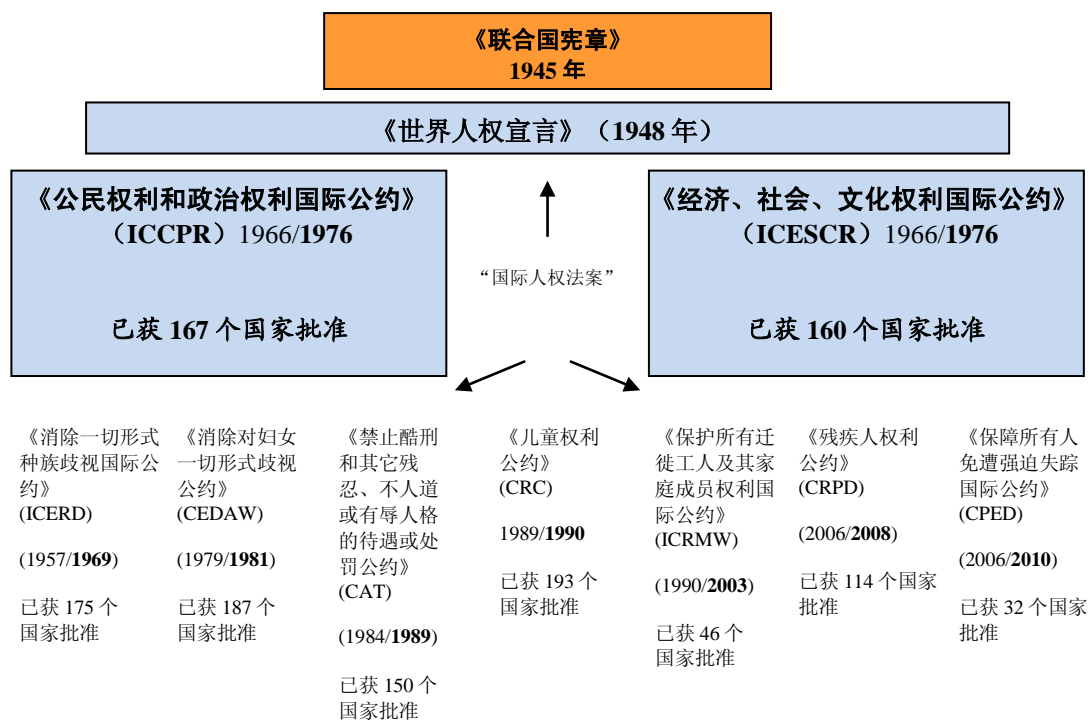 《联合国宪章》
1945 年
《世界人权宣言》（1948 年）
《公民权利和政治权利国际公约》
（ICCPR）1966/1976
已获 167 个国家批准
“国际人权法案”
《经济、社会、文化权利国际公约》
（ICESCR）1966/1976
已获 160 个国家批准
《消除一切形式
种族歧视国际公
约》
(ICERD)
(1957/1969)
已获 175 个
国家批准
《消除对妇女
一切形式歧视
公约》
(CEDAW)
(1979/1981)
已获 187 个
国家批准
《禁止酷刑
和其它残
忍、不人道
或有辱人格
的待遇或处
罚公约》
(CAT)
(1984/1989)
已获 150 个
国家批准
《儿童权利
公约》
(CRC)
1989/1990
已获 193 个
国家批准
《保护所有迁
徙工人及其家
庭成员权利国
际公约》
(ICRMW)
(1990/2003)
已获 46 个
国家批准
《残疾人权利
公约》
(CRPD)
(2006/2008)
已获 114 个国家
批准
《保障所有人
免遭强迫失踪
国际公约》
(CPED)
(2006/2010)
已获 32 个国家
批准